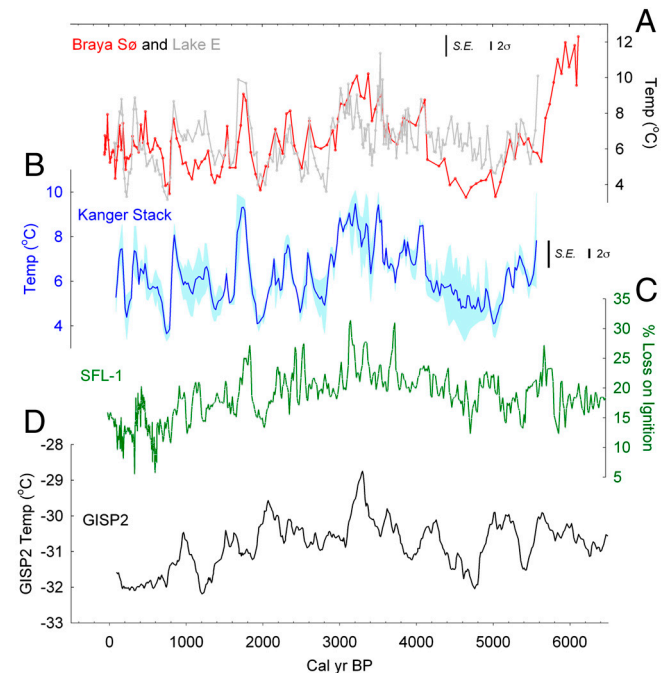 A
Braya Sø and Lake E
S.E. 2σ
12
10
8
6
4
Temp (°C)
B
10
8
6
4
Temp (°C)
Kanger Stack
S.E. 2σ
C
35
30
25
20
15
10
5
% Loss on Ignition
SFL-1
D
-28
-29
-30
-31
-32
-33
GISP2 Temp (°C)
GISP2
0 1000 2000 3000 4000 5000 6000
Cal yr BP